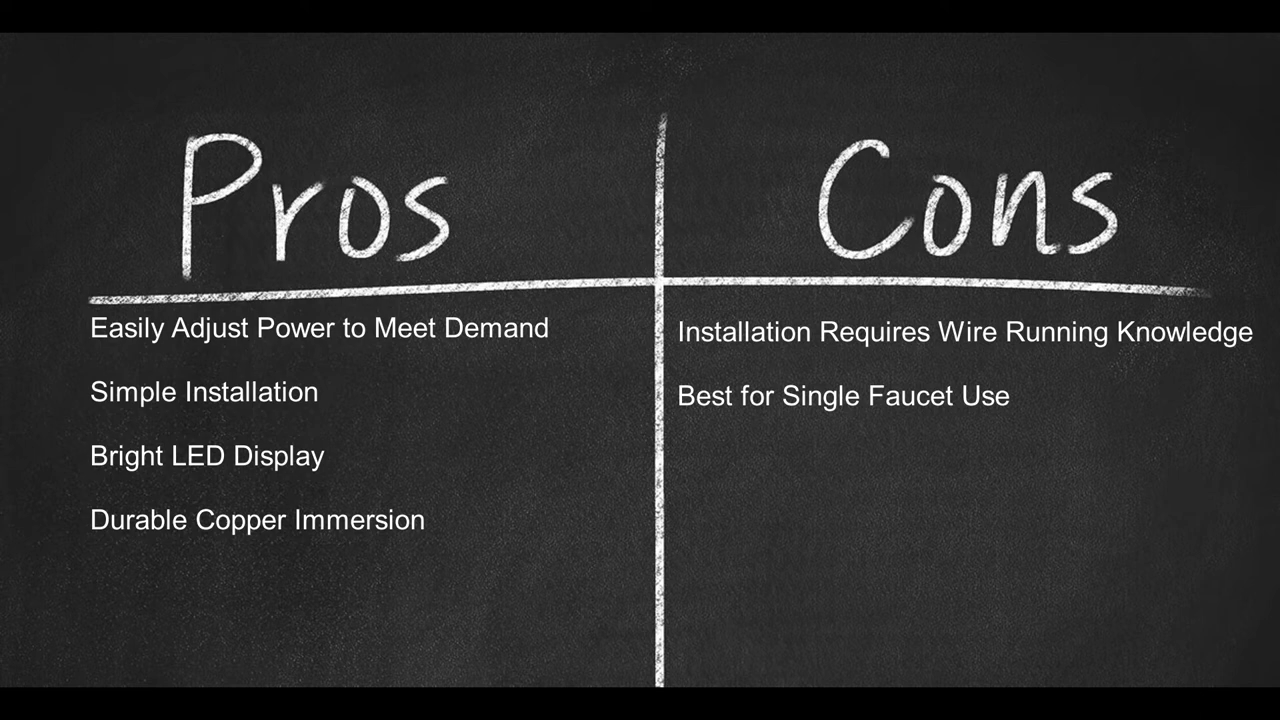 Pros
Cons
Easily Adjust Power to Meet Demand
Simple Installation
Bright LED Display
Durable Copper Immersion
Installation Requires Wire Running Knowledge
Best for Single Faucet Use